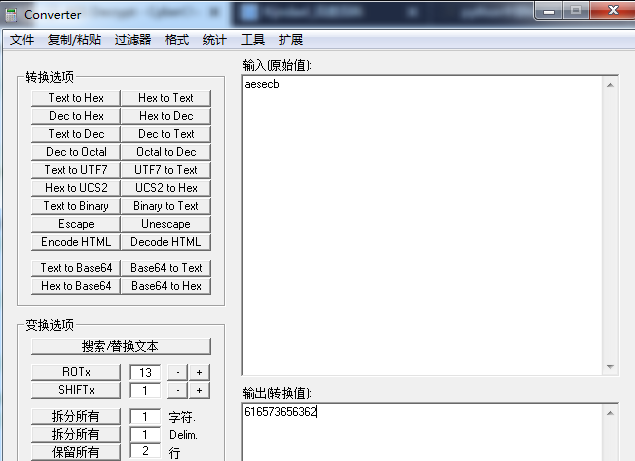 Converter
文件 复制/粘贴 过滤器 格式 统计 工具 扩展
转换选项
Text to Hex Hex to Text
Dec to Hex Hex to Dec
Text to Dec Dec to Text
Dec to Octal Octal to Dec
Text to UTF7 UTF7 to Text
Hex to UCS2 UCS2 to Hex
Text to Binary Binary to Text
Escape Unescape
Encode HTML Decode HTML
Text to Base64 Base64 to Text
Hex to Base64 Base64 to Hex
变换选项
搜索/替换文本
ROTx 13 - +
SHIFTx 1 - +
拆分所有 1 字符.
拆分所有 1 Delim.
保留所有 2 行
输入(原始值):
aesecb
输出(转换值):
616573656362